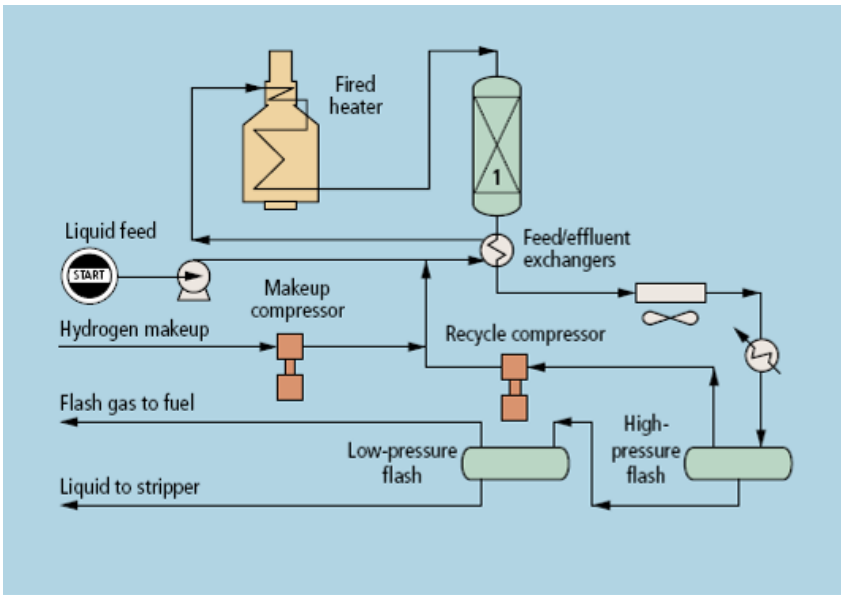 Fired
heater
1
Liquid feed
START
Feed/effluent
exchangers
Makeup
compressor
Hydrogen makeup
Recycle compressor
Flash gas to fuel
High-
pressure
flash
Low-pressure
flash
Liquid to stripper